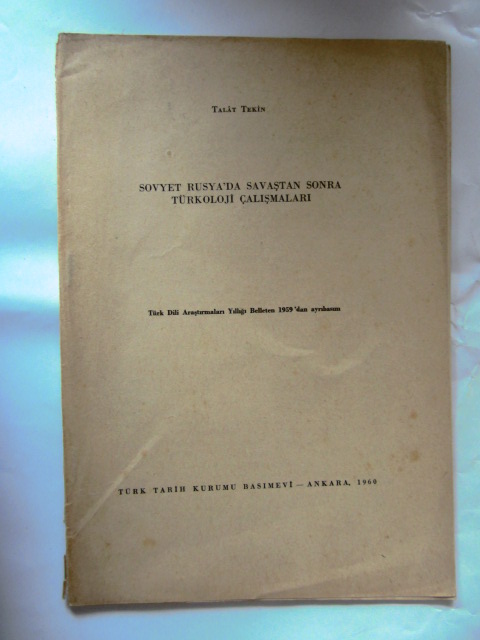 TALÂT TEKİN
SOVYET RUSYA'DA SAVAŞTAN SONRA
TÜRKOLOJİ ÇALIŞMALARI
Türk Dili Araştırmaları Yıllığı Belleten 1959'dan ayrıbasım
TÜRK TARİH KURUMU BASIMEVİ — ANKARA, 1960